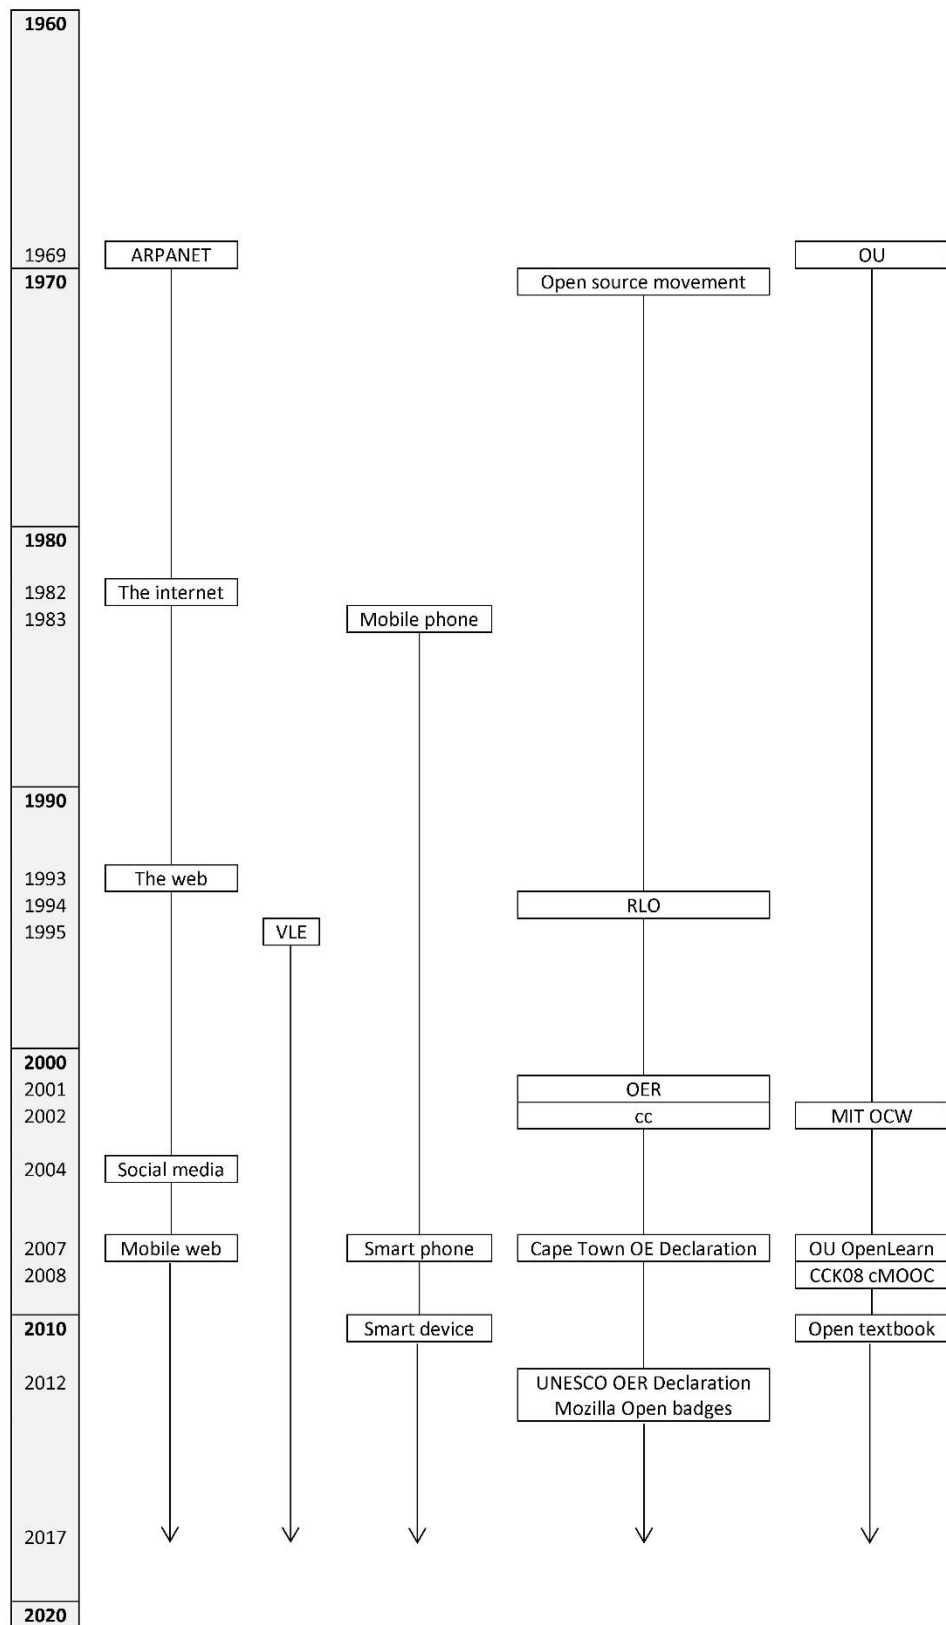 1960
1969 ARPANET OU
1970 Open source movement
1980
1982 The internet
1983 Mobile phone
1990
1993 The web
1994 RLO
1995 VLE
2000
2001 OER
2002 cc MIT OCW
2004 Social media
2007 Mobile web Smart phone Cape Town OE Declaration OU OpenLearn
2008 CCK08 cMOOC
2010 Smart device Open textbook
2012 UNESCO OER Declaration
Mozilla Open badges
2017
2020